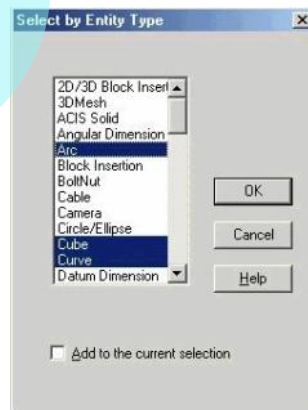 Select by Entity Type
2D/3D Block Insert
3DMesh
ACIS Solid
Angular Dimension
Arc
Block Insertion
BoltNut
Cable
Camera
Circle/Ellipse
Cube
Curve
Datum Dimension
OK
Cancel
Help
Add to the current selection